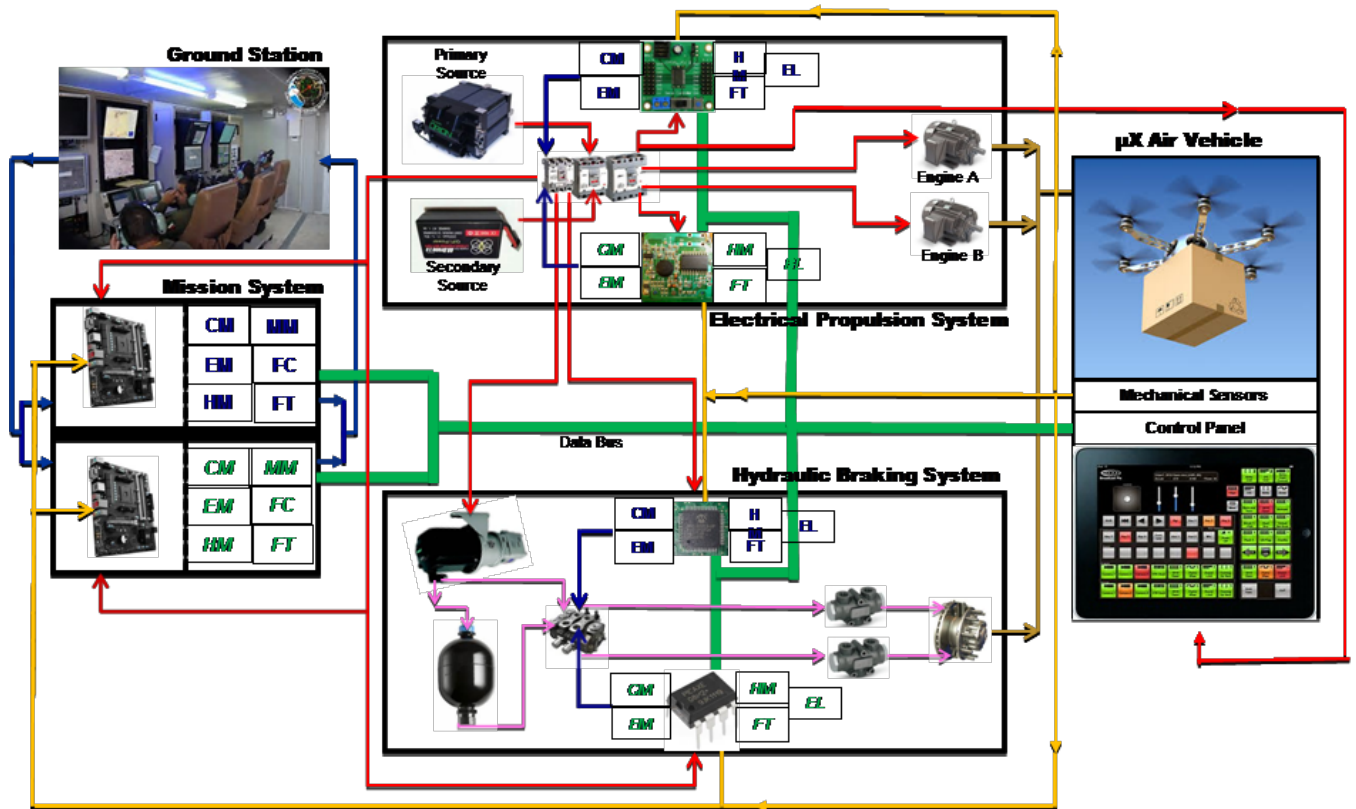 Ground Station
Primary
Source
CM
H
M
EL
EM
FT
Engine A
Engine B
Secondary
Source
CM
HM
EL
EM
FT
Electrical Propulsion System
µX Air Vehicle
Mechanical Sensors
Control Panel
Mission System
CM
MM
EM
FC
HM
FT
CM
MM
EM
FC
HM
FT
Data Bus
Hydraulic Braking System
CM
H
M
EL
EM
FT
CM
HM
EL
EM
FT